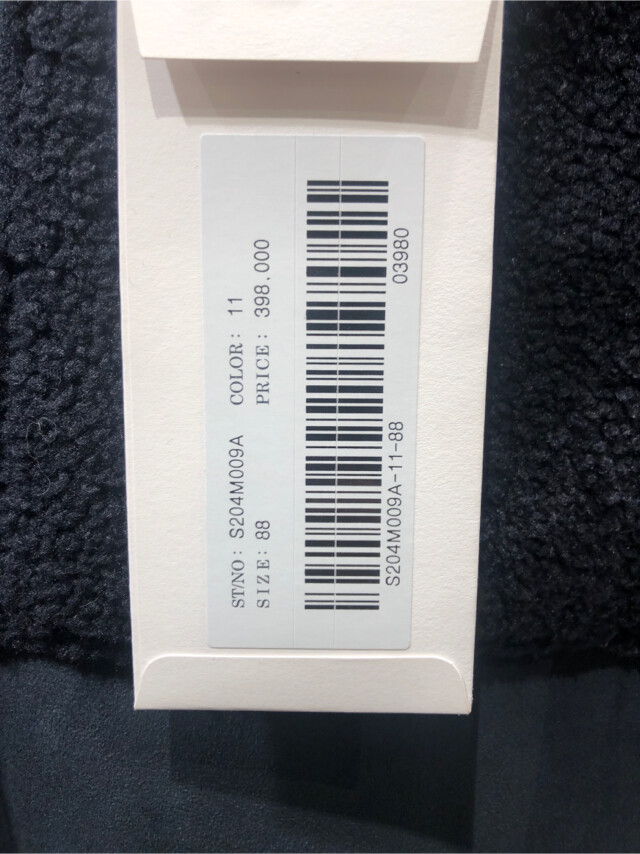 ST/NO: S204M009A COLOR: 11
SIZE: 88 PRICE: 398.000
S204M009A-11-88 03980